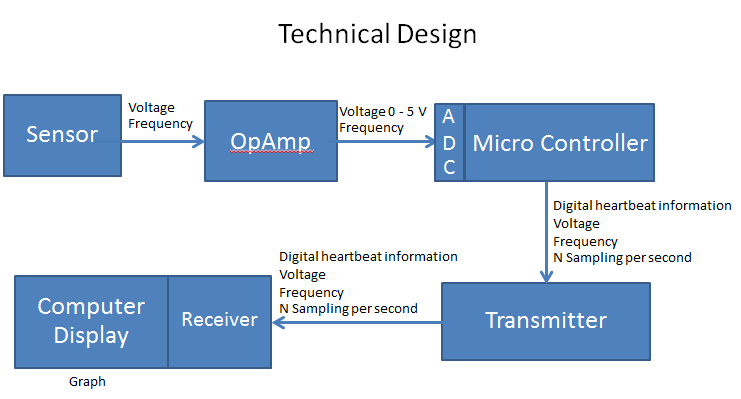 Technical Design
Sensor
Voltage
Frequency
OpAmp
Voltage 0 - 5 V
Frequency
A
D
C
Micro Controller
Digital heartbeat information
Voltage
Frequency
N Sampling per second
Transmitter
Digital heartbeat information
Voltage
Frequency
N Sampling per second
Receiver
Computer
Display
Graph